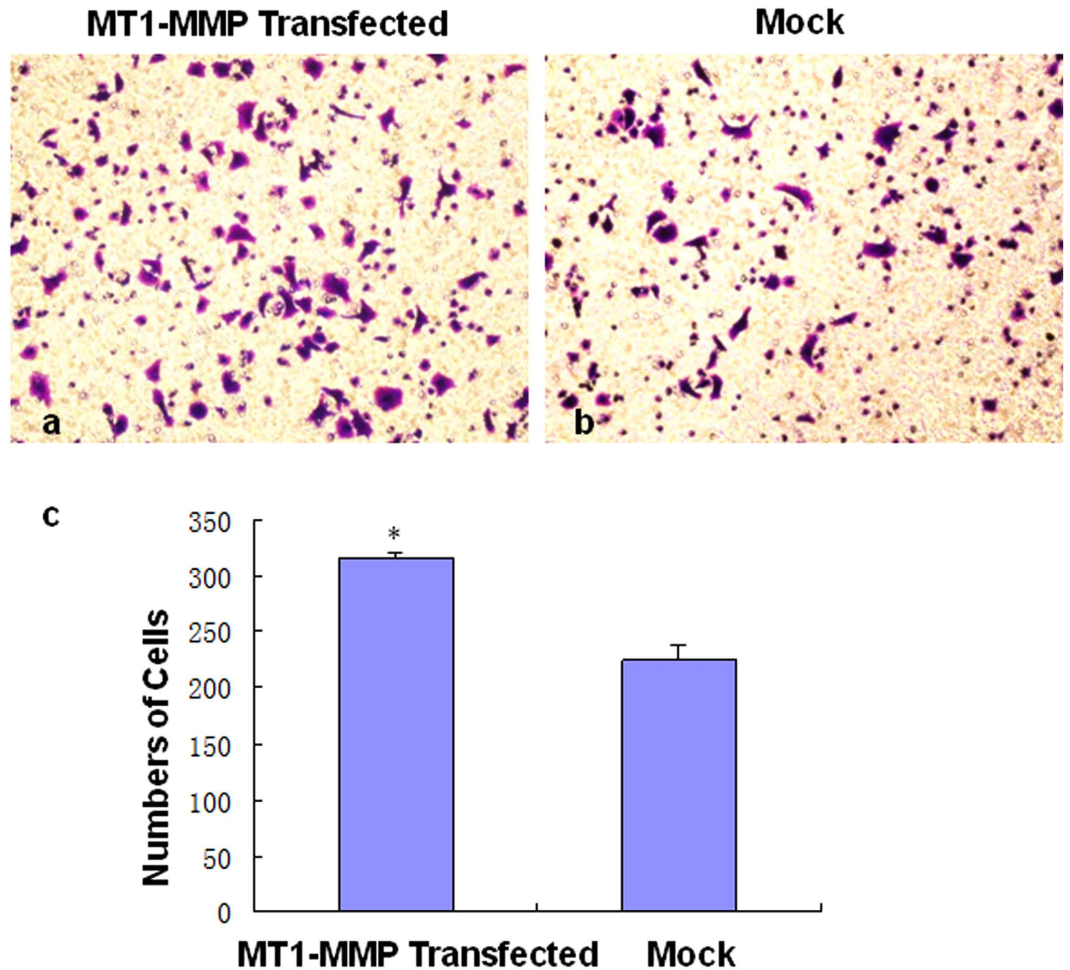 MT1-MMP Transfected
Mock
a
b
c
350
*
300
250
200
150
100
50
0
Numbers of Cells
MT1-MMP Transfected
Mock